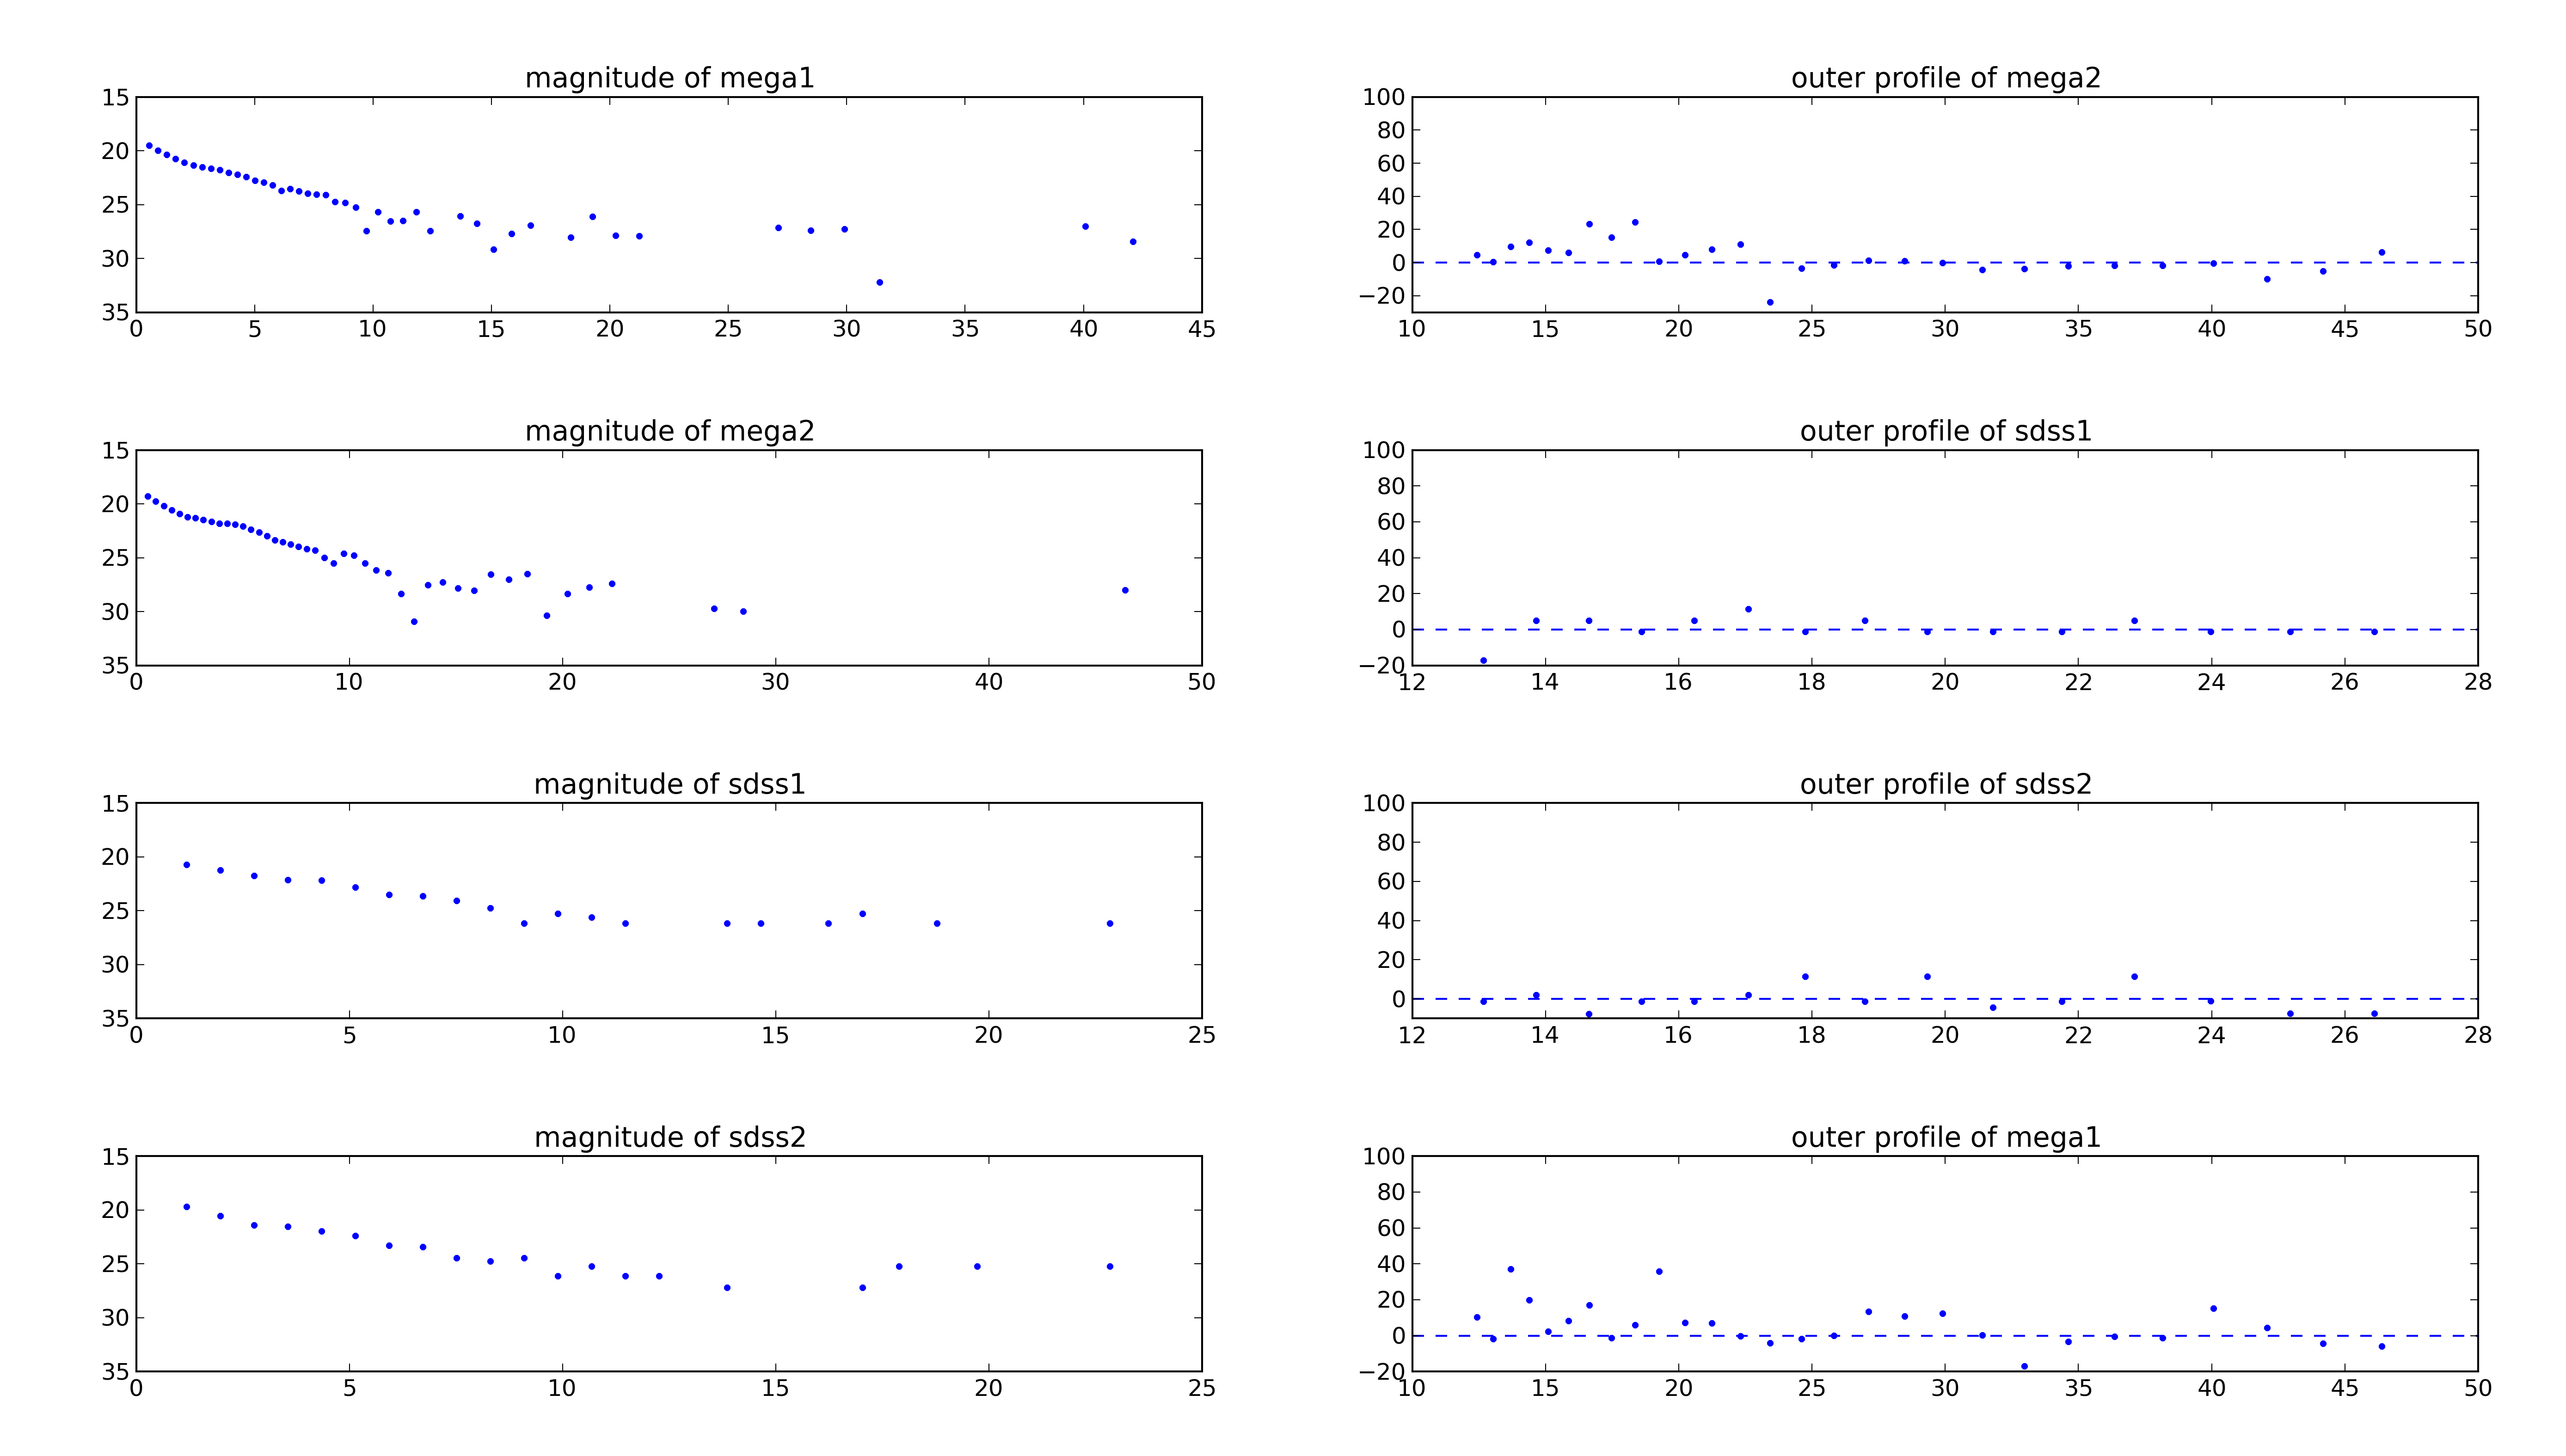 magnitude of mega1
15
20
25
30
35
0 5 10 15 20 25 30 35 40 45
outer profile of mega2
100
80
60
40
20
0
−20
10 15 20 25 30 35 40 45 50
magnitude of mega2
15
20
25
30
35
0 10 20 30 40 50
outer profile of sdss1
100
80
60
40
20
0
−20
12 14 16 18 20 22 24 26 28
magnitude of sdss1
15
20
25
30
35
0 5 10 15 20 25
outer profile of sdss2
100
80
60
40
20
0
12 14 16 18 20 22 24 26 28
magnitude of sdss2
15
20
25
30
35
0 5 10 15 20 25
outer profile of mega1
100
80
60
40
20
0
−20
10 15 20 25 30 35 40 45 50